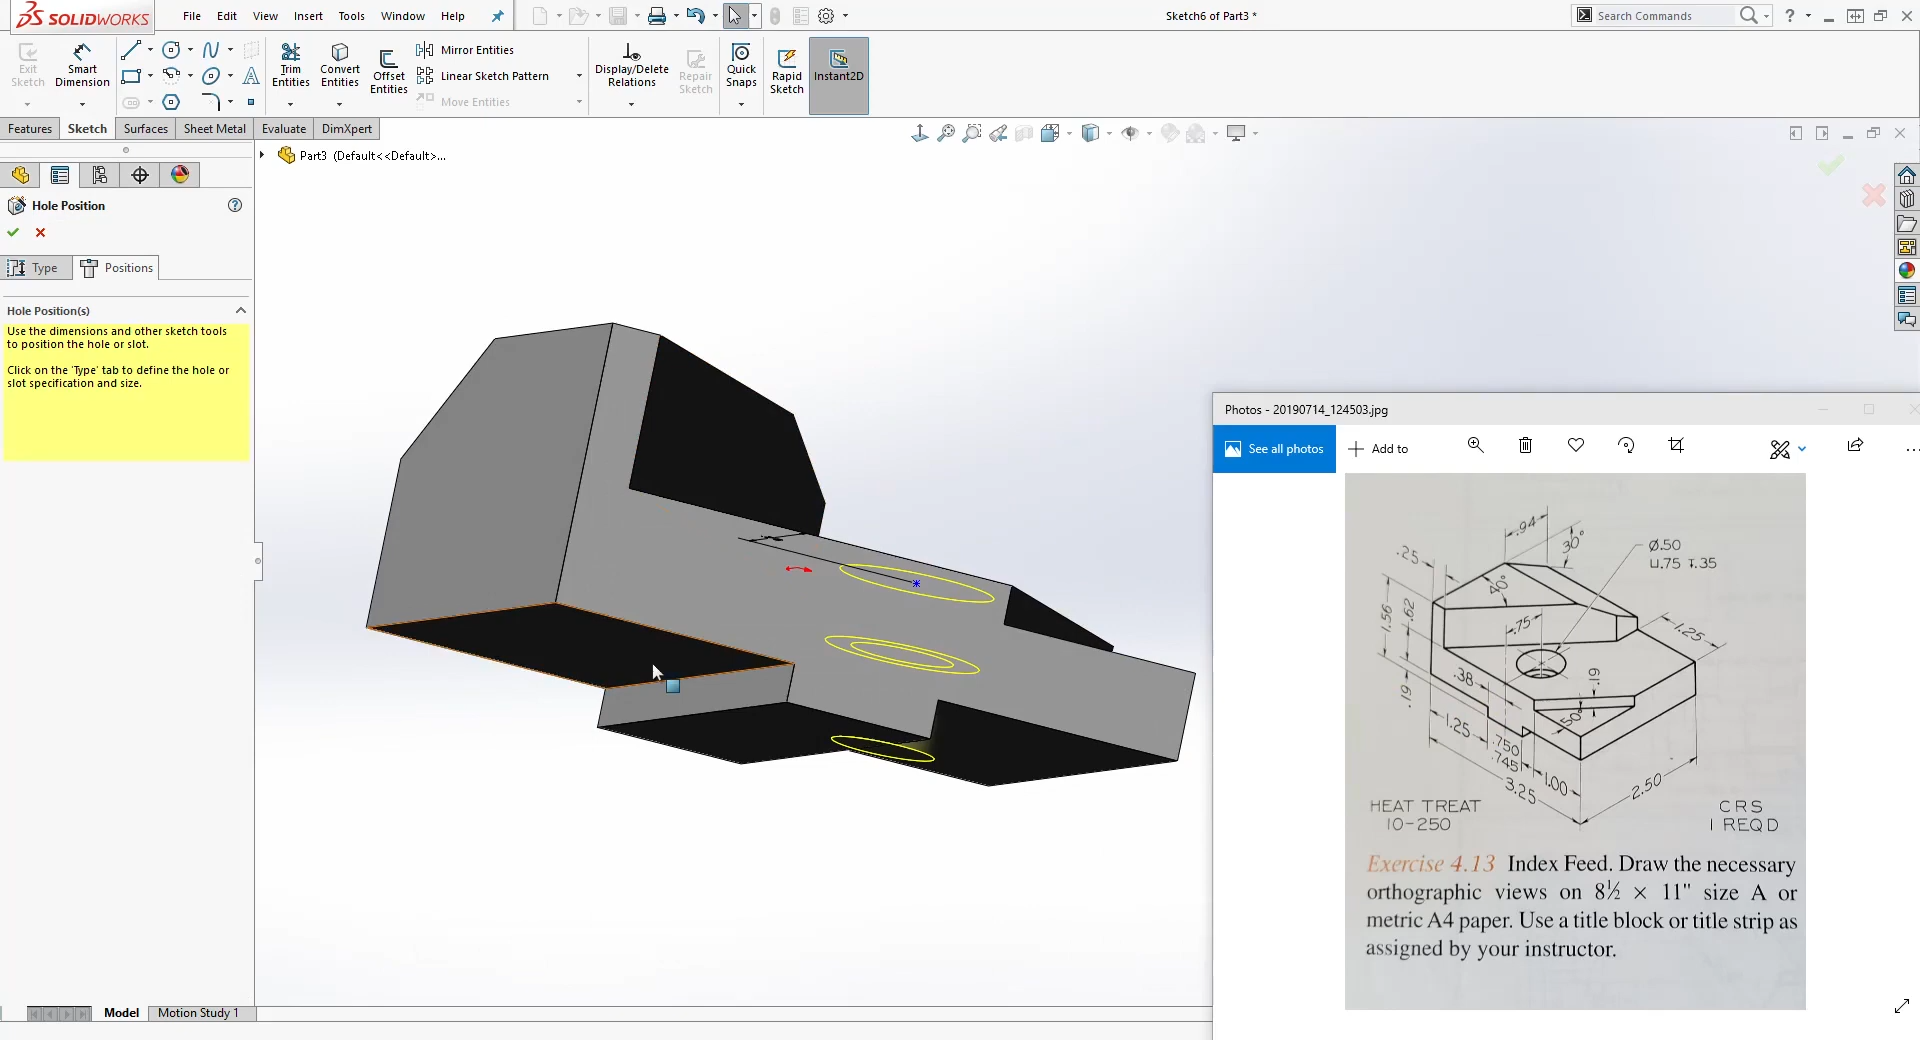 SOLIDWORKS
File Edit View Insert Tools Window Help
Sketch6 of Part3 *
Search Commands
Exit Sketch
Smart Dimension
Trim Entities
Convert Entities
Offset Entities
Mirror Entities
Linear Sketch Pattern
Move Entities
Display/Delete Relations
Repair Sketch
Quick Snaps
Rapid Sketch
Instant2D
Features Sketch Surfaces Sheet Metal Evaluate DimXpert
Part3 (Default<<Default>...
Hole Position
Type Positions
Hole Position(s)
Use the dimensions and other sketch tools
to position the hole or slot.
Click on the 'Type' tab to define the hole or
slot specification and size.
Photos - 20190714_124503.jpg
See all photos
Add to
.94
30°
Ø.50
⌴.75 ↧.35
.25
40°
1.56
.62
.75
1.25
.38
.19
.19
50°
1.25
.750
.745
1.00
3.25
2.50
HEAT TREAT
10-250
CRS
1 REQD
Exercise 4.13 Index Feed. Draw the necessary
orthographic views on 8½ × 11" size A or
metric A4 paper. Use a title block or title strip as
assigned by your instructor.
Model Motion Study 1